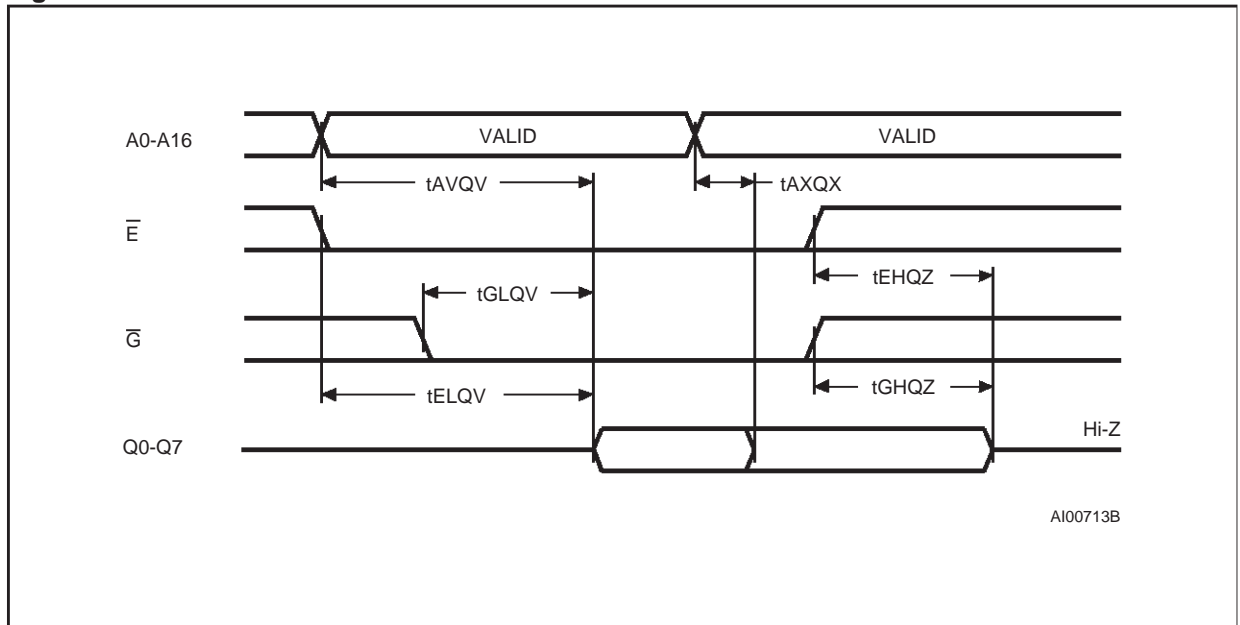 A0-A16
VALID
VALID
tAVQV
tAXQX
E
tEHQZ
tGLQV
G
tGHQZ
tELQV
Hi-Z
Q0-Q7
AI00713B